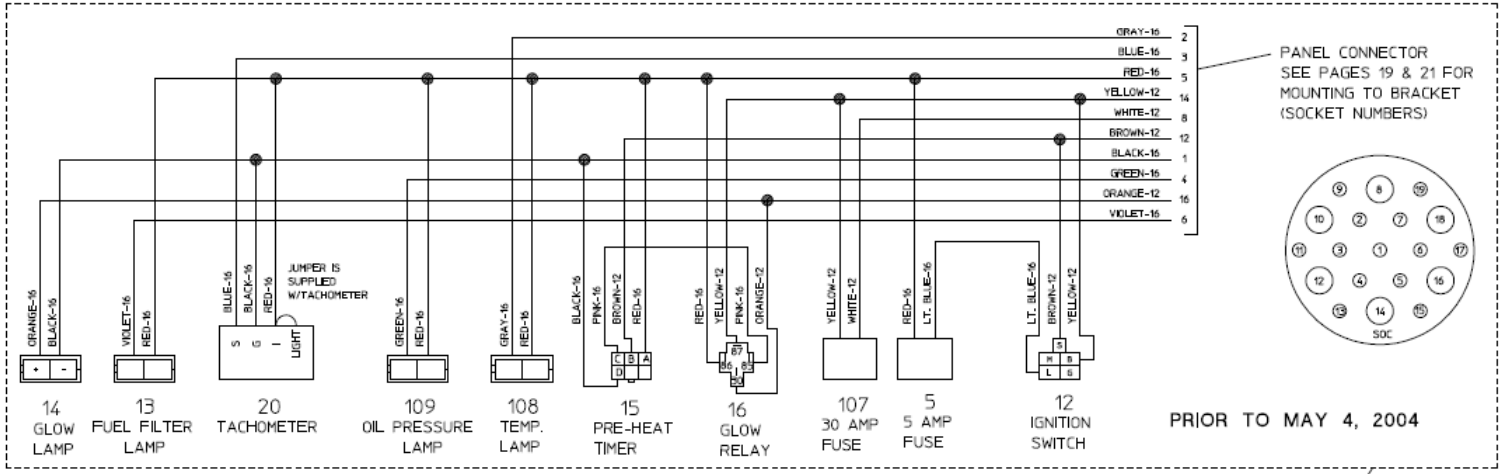 GRAY-16 2
BLUE-16 3
RED-16 5
YELLOW-12 14
WHITE-12 8
BROWN-12 12
BLACK-16 1
GREEN-16 4
ORANGE-12 16
VIOLET-16 6
PANEL CONNECTOR
SEE PAGES 19 & 21 FOR
MOUNTING TO BRACKET
(SOCKET NUMBERS)
9 8 19
10 2 7 18
11 3 1 6 17
12 4 5 16
13 14 15
SOC
ORANGE-16
BLACK-16
+ -
14
GLOW
LAMP
VIOLET-16
RED-16
13
FUEL FILTER
LAMP
BLUE-16
BLACK-16
RED-16
JUMPER IS
SUPPLIED
W/TACHOMETER
S G I LIGHT
20
TACHOMETER
GREEN-16
RED-16
109
OIL PRESSURE
LAMP
GRAY-16
RED-16
108
TEMP.
LAMP
BLACK-16
PINK-16
BROWN-12
RED-16
C B A
D
15
PRE-HEAT
TIMER
RED-16
YELLOW-12
PINK-16
ORANGE-12
87
86 85
30
16
GLOW
RELAY
YELLOW-12
WHITE-12
107
30 AMP
FUSE
RED-16
LT. BLUE-16
5
5 AMP
FUSE
LT. BLUE-16
BROWN-12
YELLOW-12
S
M B
L G
12
IGNITION
SWITCH
PRIOR TO MAY 4, 2004